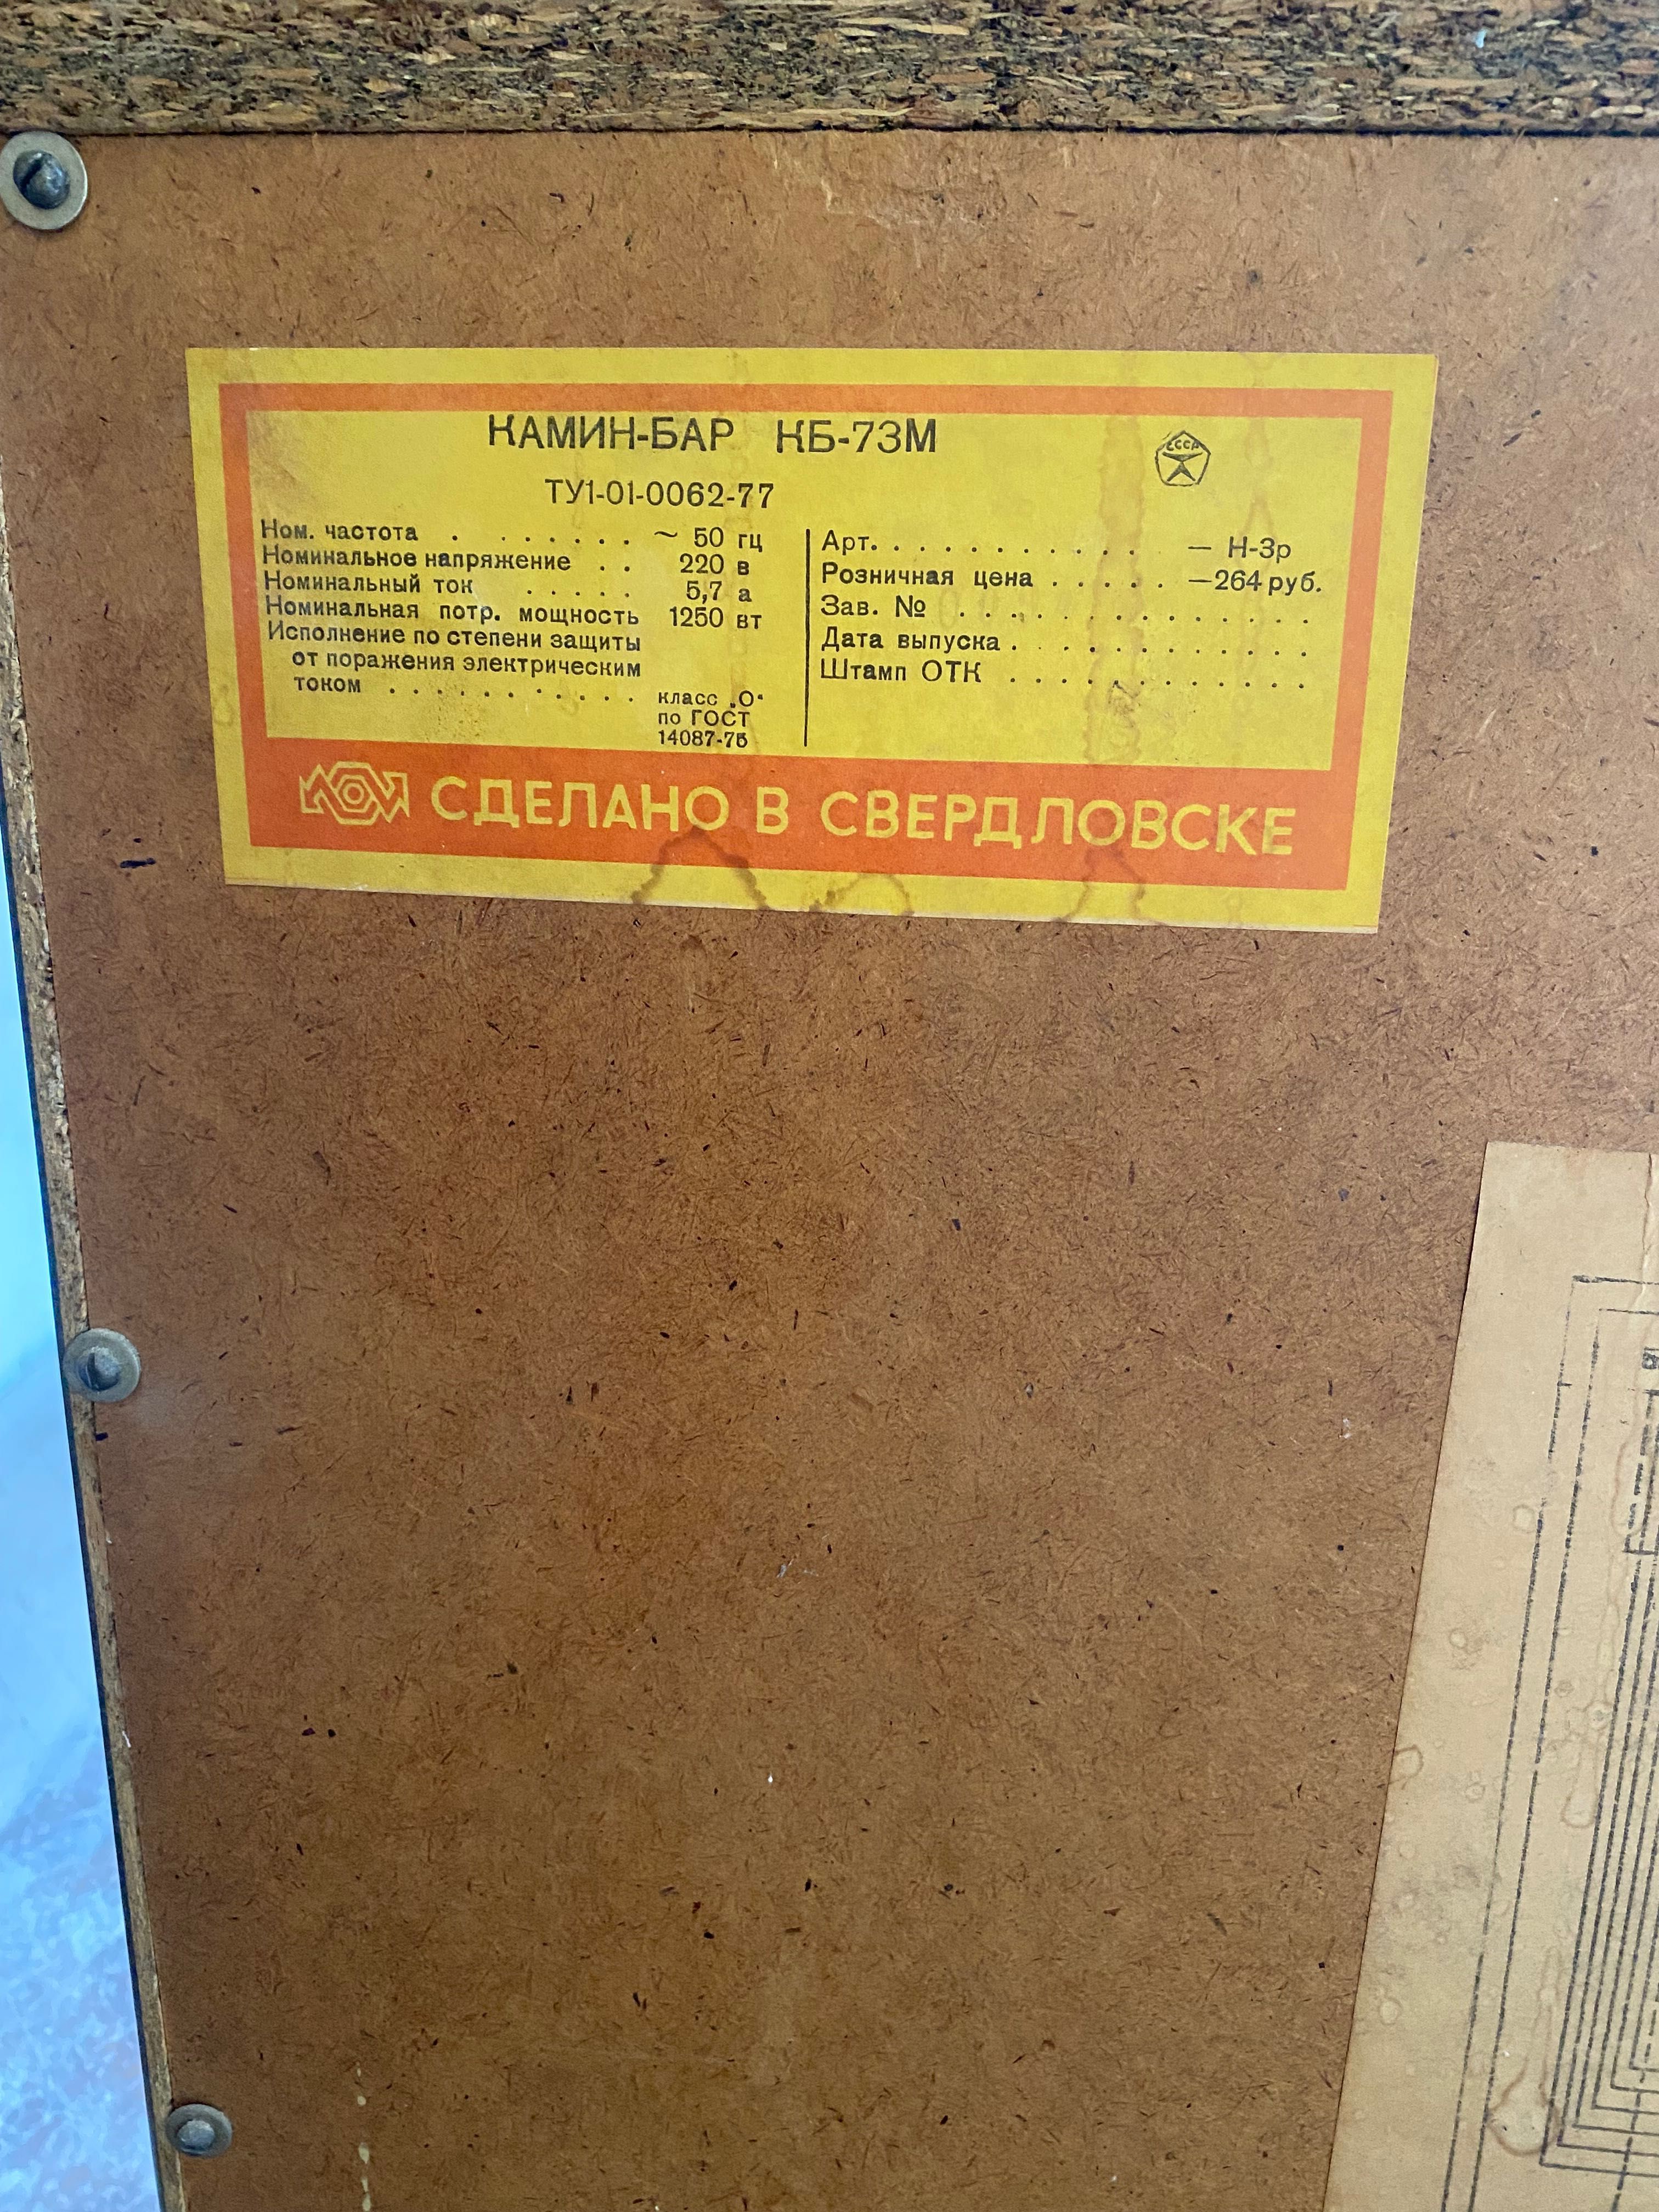 КАМИН-БАР КБ-73М
СССР
ТУ1-01-0062-77
Ном. частота . . . . . . . ~ 50 гц
Номинальное напряжение . . 220 в
Номинальный ток . . . . . 5,7 а
Номинальная потр. мощность 1250 вт
Исполнение по степени защиты
от поражения электрическим
током . . . . . . . . . . . класс „О“
по ГОСТ
14087-75
Арт. . . . . . . . . . . . — Н-3р
Розничная цена . . . . . —264 руб.
Зав. № . . . . . . . . . . . . . .
Дата выпуска . . . . . . . . . . . .
Штамп ОТК . . . . . . . . . . . .
СДЕЛАНО В СВЕРДЛОВСКЕ